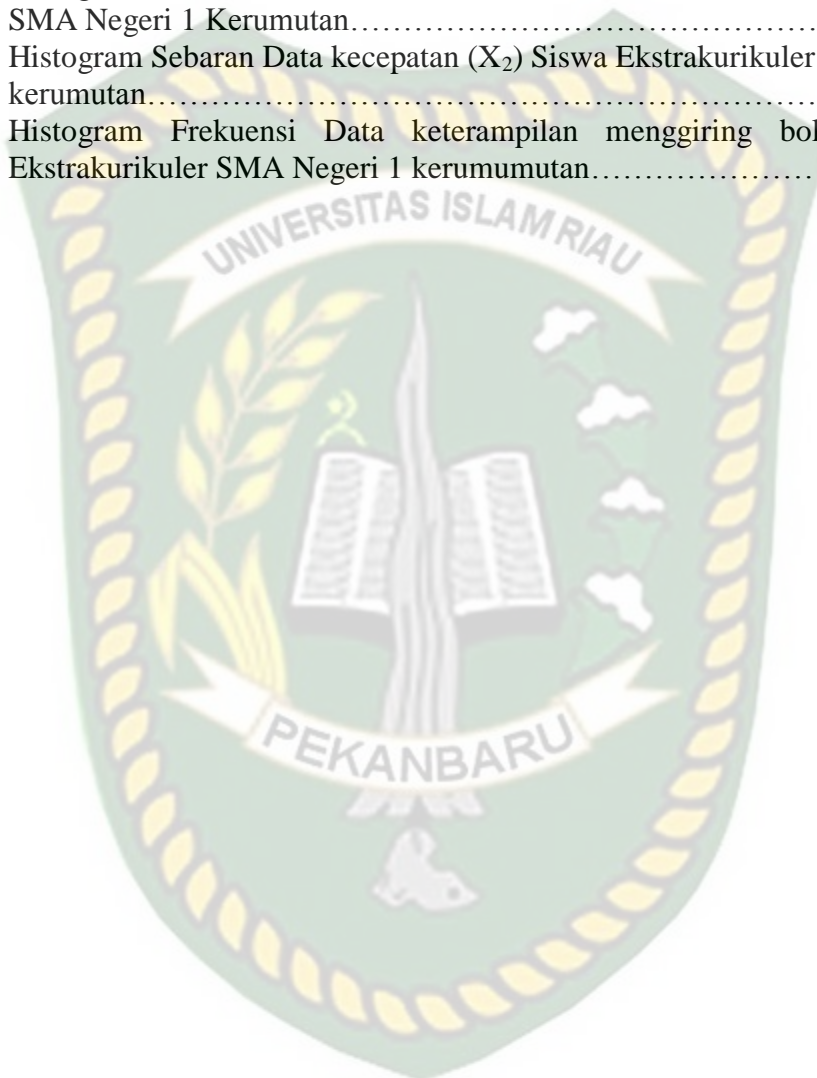 SMA Negeri 1 Kerumutan……………………………………
Histogram Sebaran Data kecepatan (X₂) Siswa Ekstrakurikuler
kerumutan……………………………………………………
Histogram Frekuensi Data keterampilan menggiring
Ekstrakurikuler SMA Negeri 1 kerumumutan…………………
UNIVERSITAS ISLAM RIAU
PEKANBARU